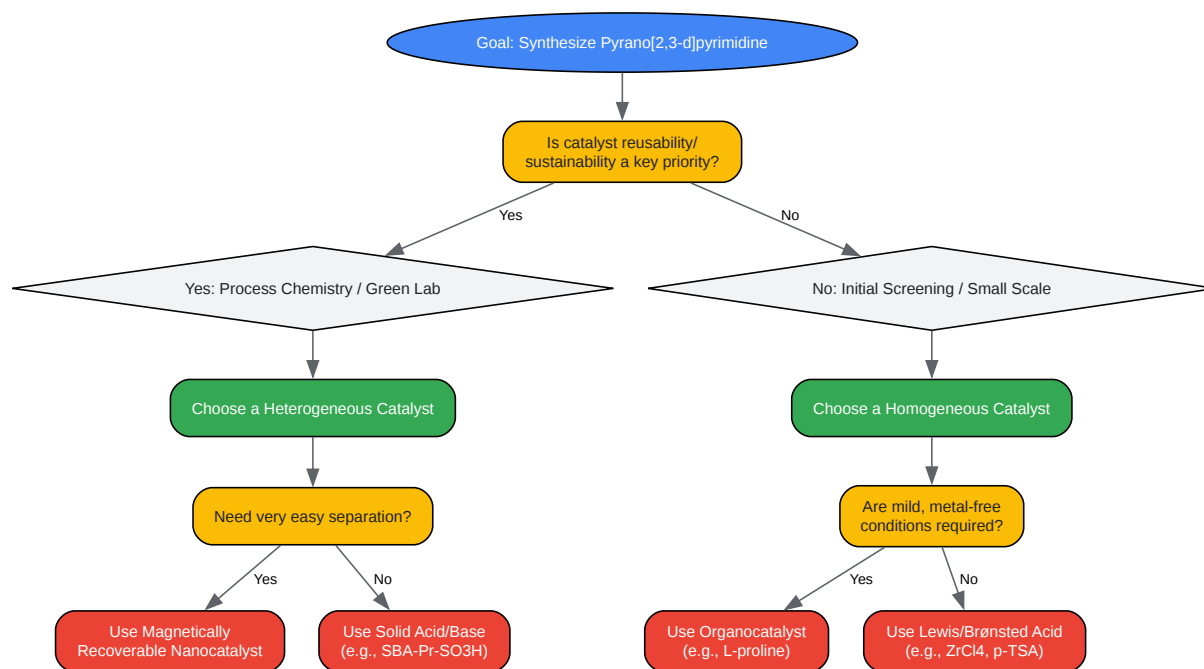 Goal: Synthesize Pyrano[2,3-d]pyrimidine
Is catalyst reusability/
sustainability a key priority?
Yes
No
Yes: Process Chemistry / Green Lab
No: Initial Screening / Small Scale
Choose a Heterogeneous Catalyst
Choose a Homogeneous Catalyst
Need very easy separation?
Are mild, metal-free
conditions required?
Yes
No
Yes
No
Use Magnetically
Recoverable Nanocatalyst
Use Solid Acid/Base
(e.g., SBA-Pr-SO3H)
Use Organocatalyst
(e.g., L-proline)
Use Lewis/Brønsted Acid
(e.g., ZrCl4, p-TSA)